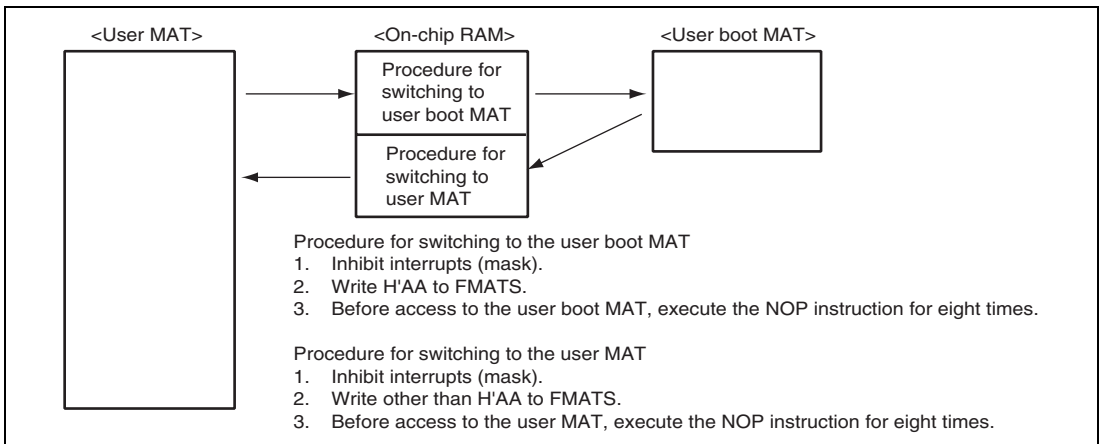 <User MAT>
<On-chip RAM>
<User boot MAT>
Procedure for
switching to
user boot MAT
Procedure for
switching to
user MAT
Procedure for switching to the user boot MAT
1. Inhibit interrupts (mask).
2. Write H'AA to FMATS.
3. Before access to the user boot MAT, execute the NOP instruction for eight times.
Procedure for switching to the user MAT
1. Inhibit interrupts (mask).
2. Write other than H'AA to FMATS.
3. Before access to the user MAT, execute the NOP instruction for eight times.